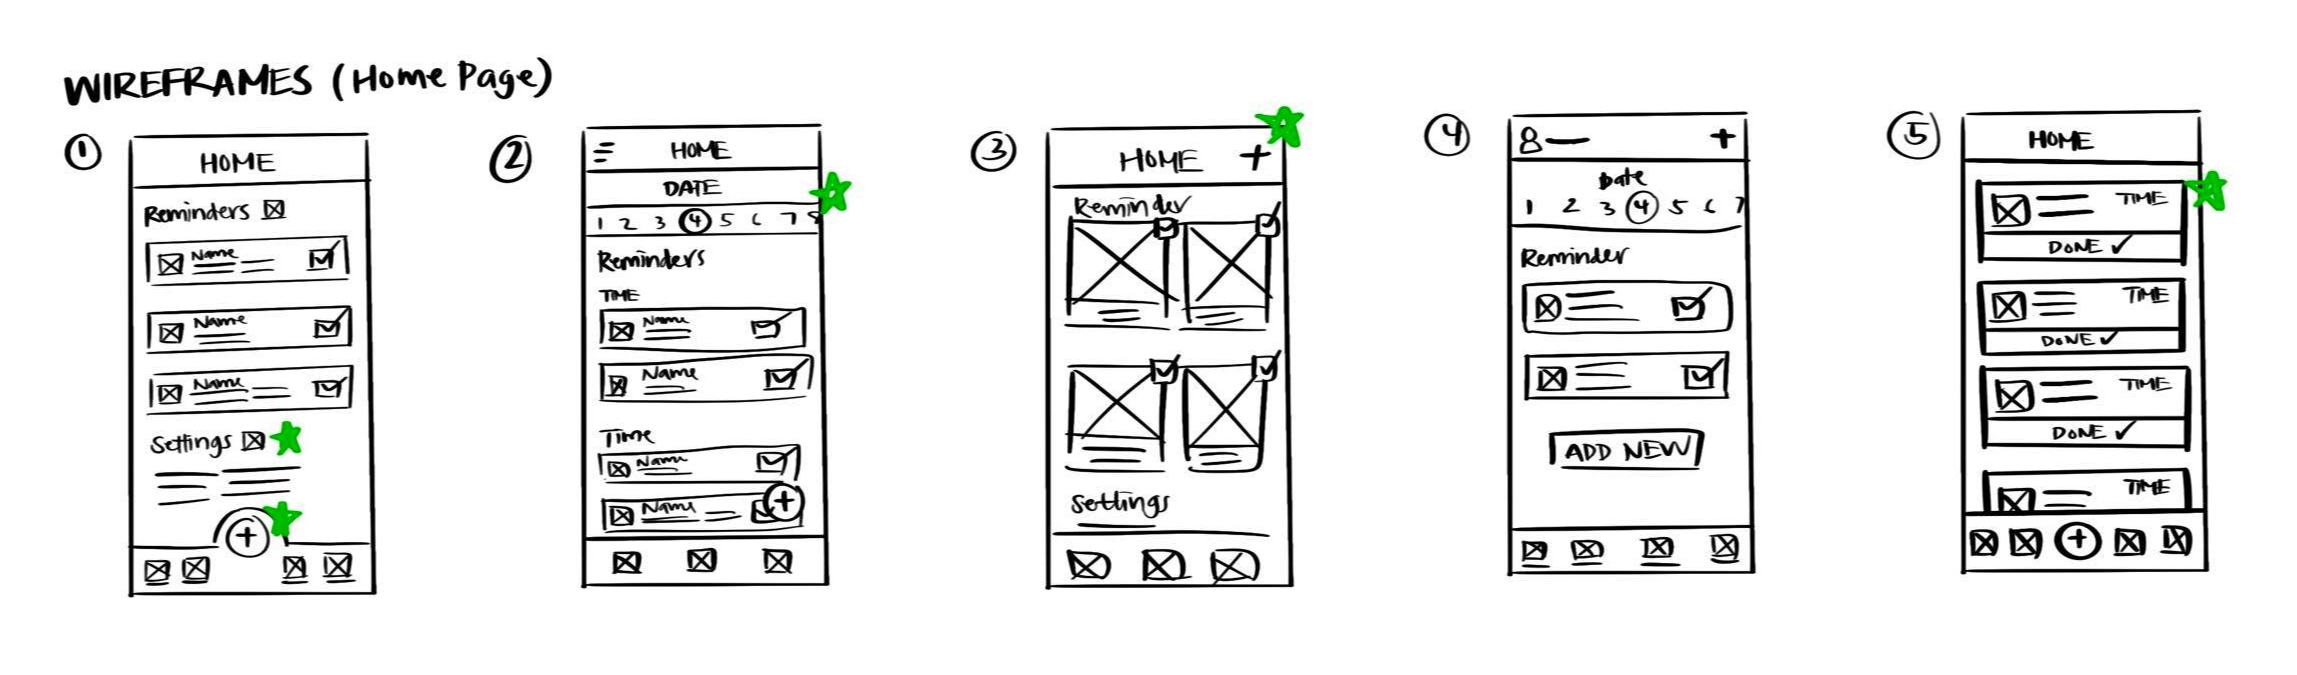 WIREFRAMES (Home Page)
1
HOME
Reminders
Name
Name
Name
Settings
+
2
HOME
DATE
1 2 3 4 5 6 7 8
Reminders
TIME
Name
Name
Time
Name
Name
+
3
HOME +
Reminder
Settings
4
+
Date
1 2 3 4 5 6 7
Reminder
ADD NEW
5
HOME
TIME
DONE ✓
TIME
DONE ✓
TIME
DONE ✓
TIME
+